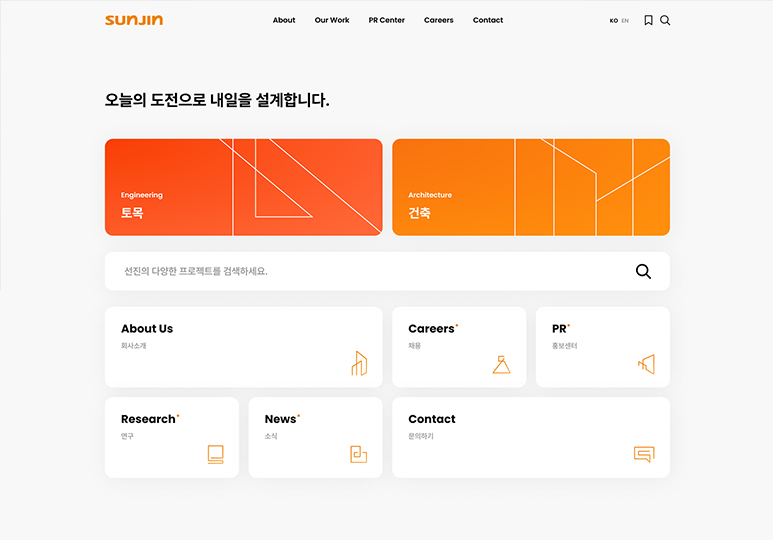 sunjin
About Our Work PR Center Careers Contact
KO EN
오늘의 도전으로 내일을 설계합니다.
Engineering
토목
Architecture
건축
선진의 다양한 프로젝트를 검색하세요.
About Us
회사소개
Careers
채용
PR
홍보센터
Research
연구
News
소식
Contact
문의하기